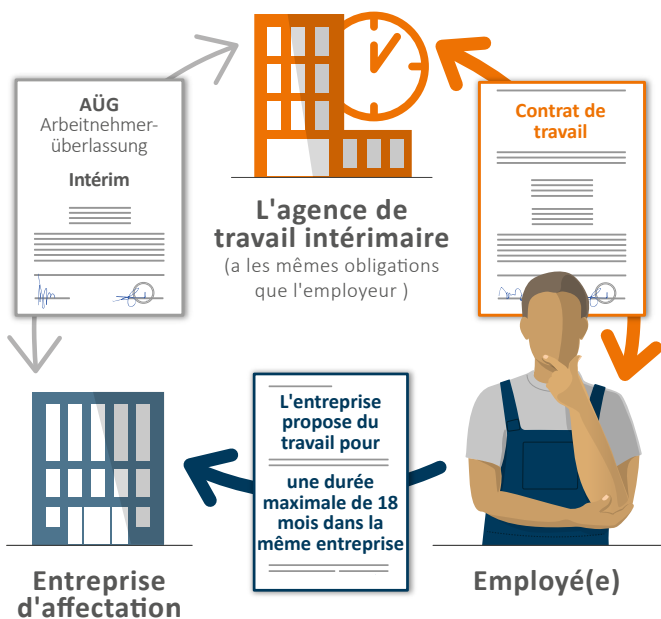 AÜG
Arbeitnehmer-
überlassung
Intérim
Contrat de
travail
L'agence de
travail intérimaire
(a les mêmes obligations
que l'employeur )
L'entreprise
propose du
travail pour
une durée
maximale de 18
mois dans la
même entreprise
Entreprise
d'affectation
Employé(e)